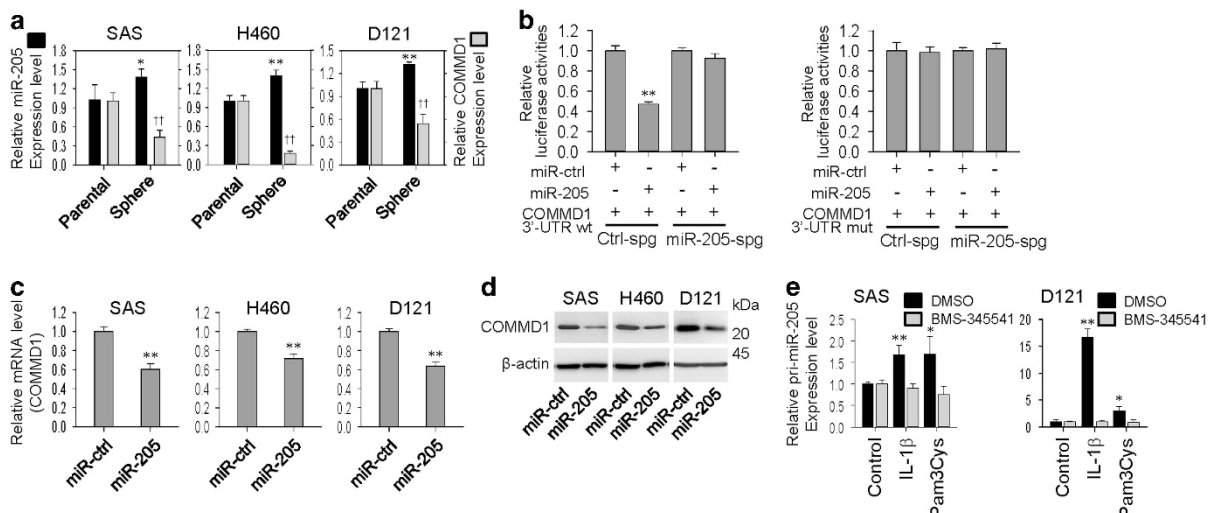 a
SAS
H460
D121
Relative miR-205
Expression level
1.8
1.5
1.2
0.9
0.6
0.3
0.0
*
††
1.8
1.5
1.2
0.9
0.6
0.3
0.0
**
††
1.5
1.2
0.9
0.6
0.3
0.0
**
††
Relative COMMD1
Expression level
Parental
Sphere
Parental
Sphere
Parental
Sphere
b
Relative
luciferase activities
1.2
1.0
0.8
0.6
0.4
0.2
0.0
**
miR-ctrl + - + -
miR-205 - + - +
COMMD1 + + + +
3'-UTR wt
Ctrl-spg miR-205-spg
Relative
luciferase activities
1.2
1.0
0.8
0.6
0.4
0.2
0.0
miR-ctrl + - + -
miR-205 - + - +
COMMD1 + + + +
3'-UTR mut
Ctrl-spg miR-205-spg
c
SAS
H460
D121
Relative mRNA level
(COMMD1)
1.2
1.0
0.8
0.6
0.4
0.2
0.0
**
1.2
1.0
0.8
0.6
0.4
0.2
0.0
**
1.2
1.0
0.8
0.6
0.4
0.2
0.0
**
miR-ctrl
miR-205
miR-ctrl
miR-205
miR-ctrl
miR-205
d
SAS H460 D121 kDa
COMMD1 20
45
β-actin
miR-ctrl
miR-205
miR-ctrl
miR-205
miR-ctrl
miR-205
e
SAS
DMSO
BMS-345541
Relative pri-miR-205
Expression level
2.5
2.0
1.5
1.0
0.5
0.0
**
*
Control
IL-1β
Pam3Cys
D121
DMSO
BMS-345541
20
15
10
5
0
**
*
Control
IL-1β
Pam3Cys